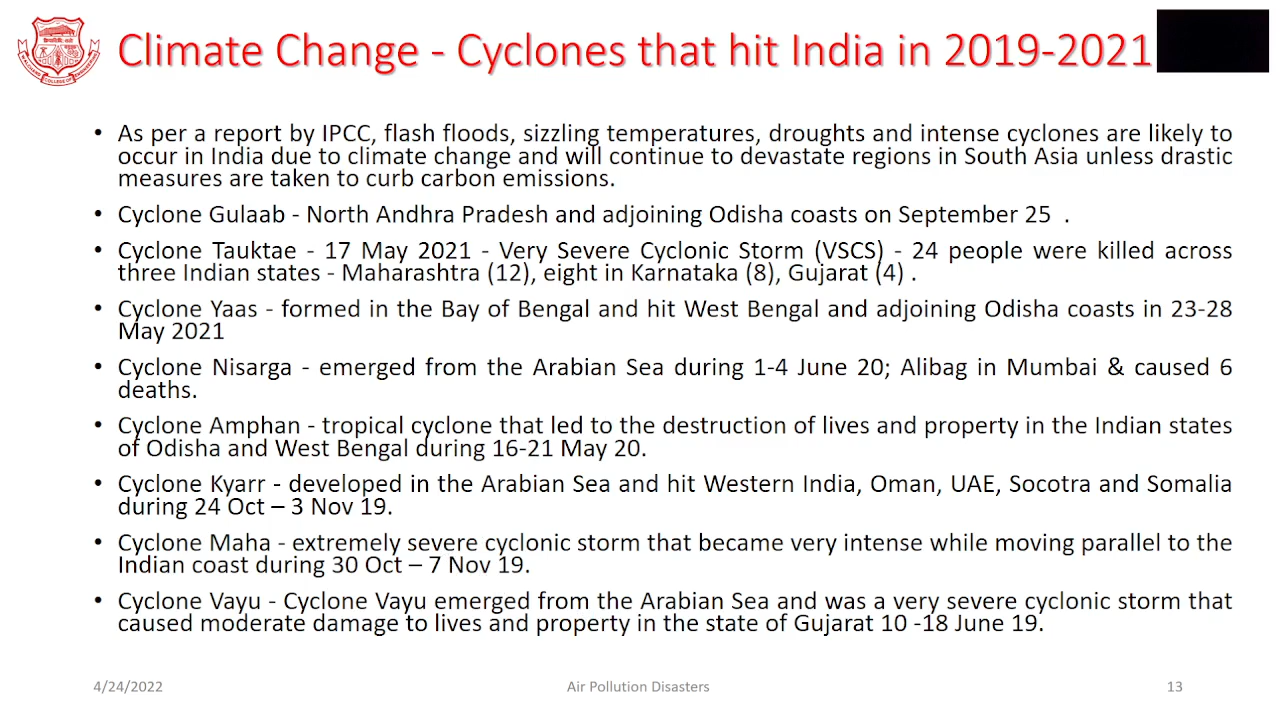 Climate Change - Cyclones that hit India in 2019-2021
• As per a report by IPCC, flash floods, sizzling temperatures, droughts and intense cyclones are likely to
occur in India due to climate change and will continue to devastate regions in South Asia unless drastic
measures are taken to curb carbon emissions.
• Cyclone Gulaab - North Andhra Pradesh and adjoining Odisha coasts on September 25 .
• Cyclone Tauktae - 17 May 2021 - Very Severe Cyclonic Storm (VSCS) - 24 people were killed across
three Indian states - Maharashtra (12), eight in Karnataka (8), Gujarat (4) .
• Cyclone Yaas - formed in the Bay of Bengal and hit West Bengal and adjoining Odisha coasts in 23-28
May 2021
• Cyclone Nisarga - emerged from the Arabian Sea during 1-4 June 20; Alibag in Mumbai & caused 6
deaths.
• Cyclone Amphan - tropical cyclone that led to the destruction of lives and property in the Indian states
of Odisha and West Bengal during 16-21 May 20.
• Cyclone Kyarr - developed in the Arabian Sea and hit Western India, Oman, UAE, Socotra and Somalia
during 24 Oct – 3 Nov 19.
• Cyclone Maha - extremely severe cyclonic storm that became very intense while moving parallel to the
Indian coast during 30 Oct – 7 Nov 19.
• Cyclone Vayu - Cyclone Vayu emerged from the Arabian Sea and was a very severe cyclonic storm that
caused moderate damage to lives and property in the state of Gujarat 10 -18 June 19.
4/24/2022
Air Pollution Disasters
13